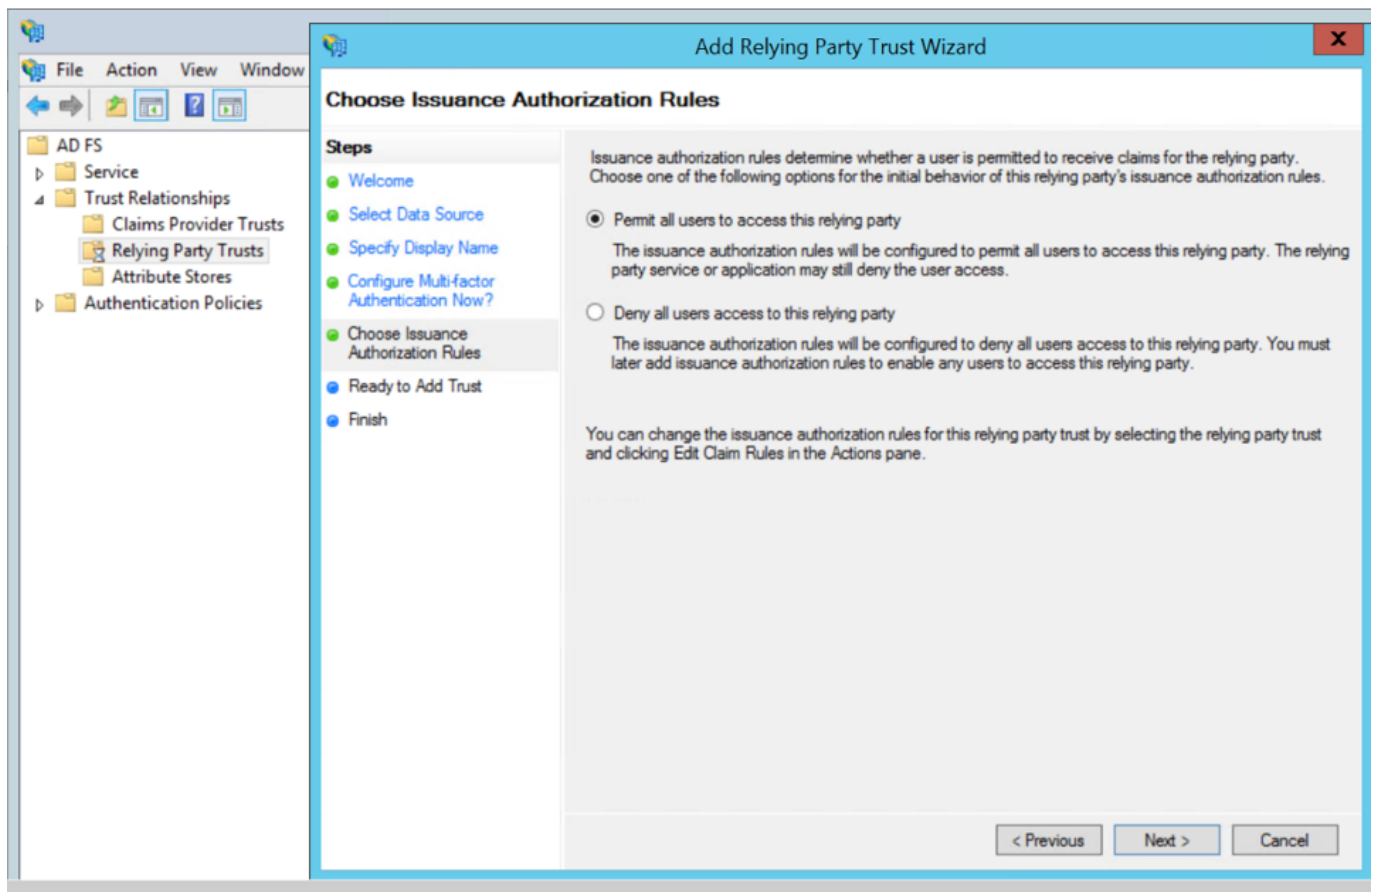 Add Relying Party Trust Wizard
X
File Action View Window
?
Choose Issuance Authorization Rules
AD FS
Service
Trust Relationships
Claims Provider Trusts
Relying Party Trusts
Attribute Stores
Authentication Policies
Steps
Welcome
Select Data Source
Specify Display Name
Configure Multi-factor
Authentication Now?
Choose Issuance
Authorization Rules
Ready to Add Trust
Finish
Issuance authorization rules determine whether a user is permitted to receive claims for the relying party.
Choose one of the following options for the initial behavior of this relying party's issuance authorization rules.
Permit all users to access this relying party
The issuance authorization rules will be configured to permit all users to access this relying party. The relying
party service or application may still deny the user access.
Deny all users access to this relying party
The issuance authorization rules will be configured to deny all users access to this relying party. You must
later add issuance authorization rules to enable any users to access this relying party.
You can change the issuance authorization rules for this relying party trust by selecting the relying party trust
and clicking Edit Claim Rules in the Actions pane.
< Previous
Next >
Cancel